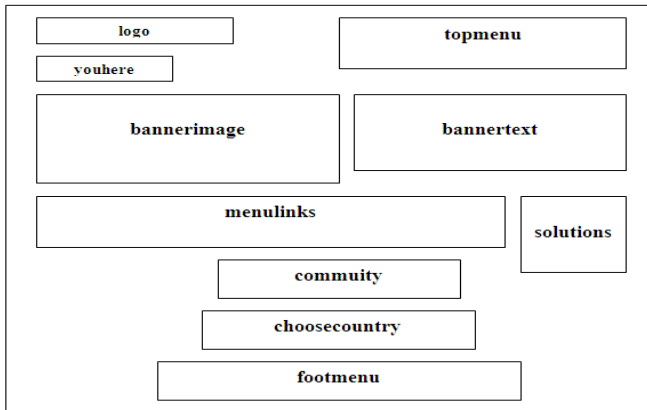 logo
topmenu
youhere
bannerimage
bannertext
menulinks
solutions
commuity
choosecountry
footmenu